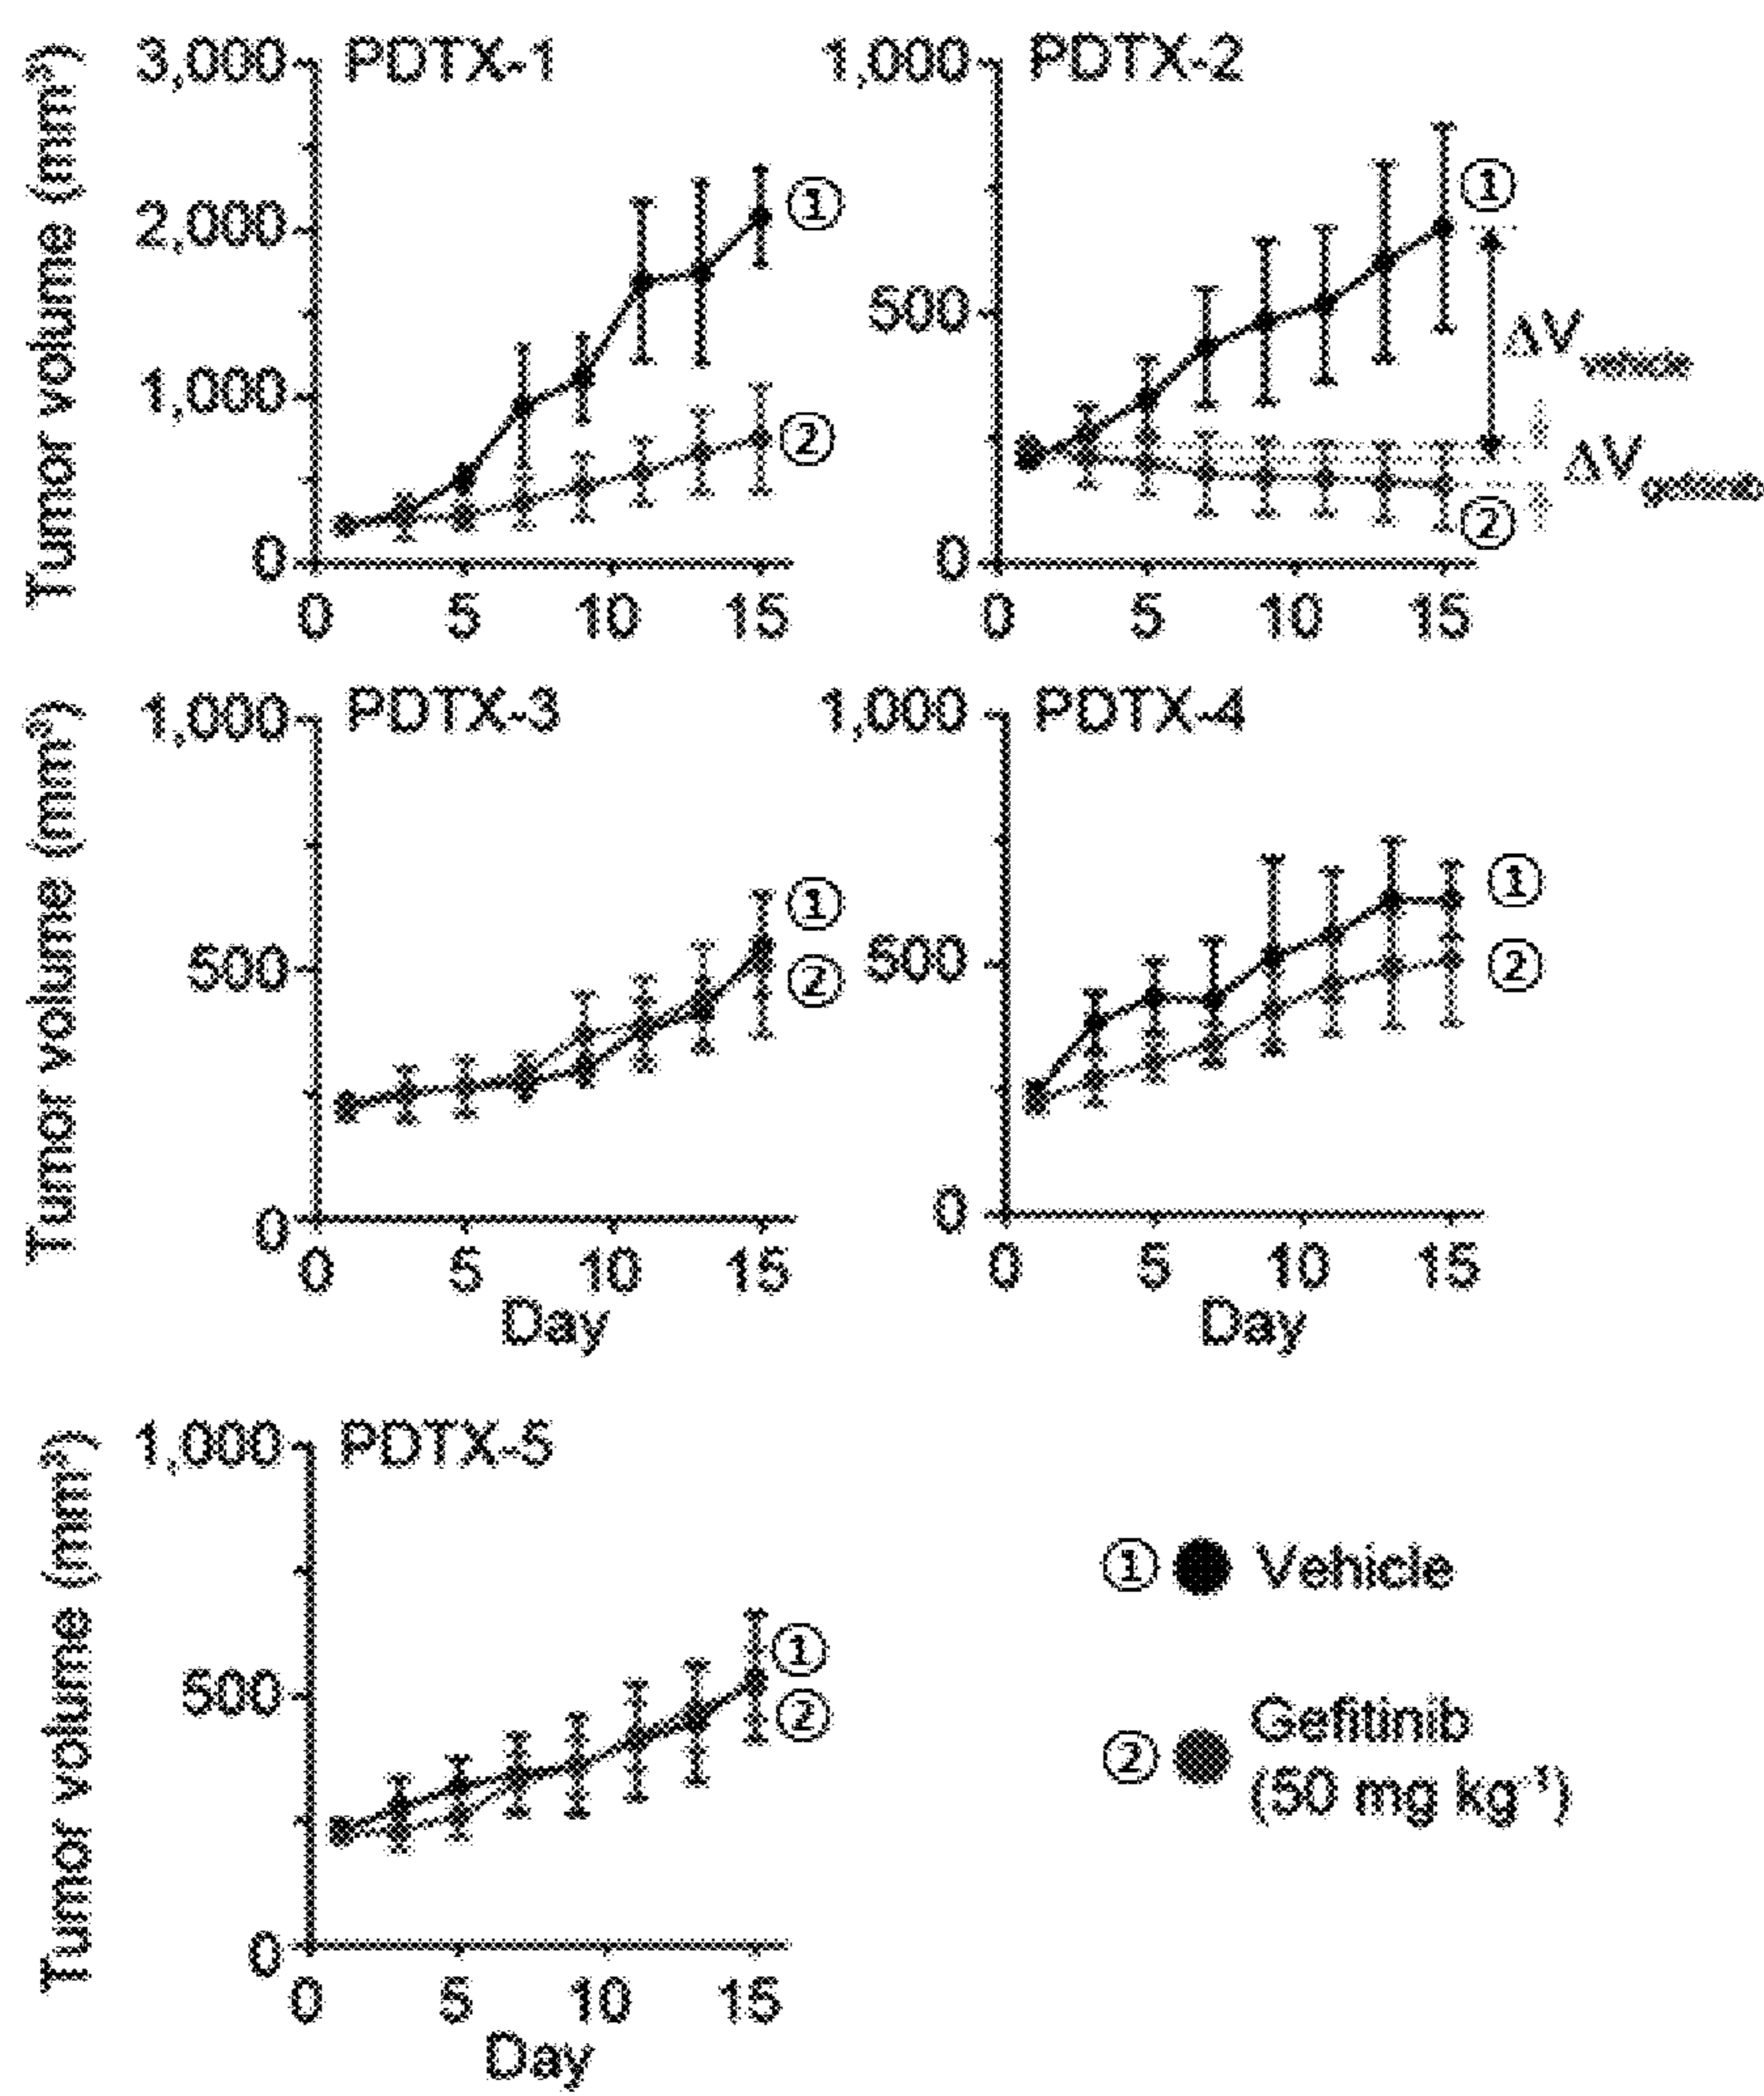 Tumor volume (mm³)
3,000
PDTX-1
2,000
1,000
0
0 5 10 15
①
②
1,000
PDTX-2
500
0
0 5 10 15
①
②
ΔV vehicle
ΔV gefitinib
Tumor volume (mm³)
1,000
PDTX-3
500
0
0 5 10 15
Day
①
②
1,000
PDTX-4
500
0
0 5 10 15
Day
①
②
Tumor volume (mm³)
1,000
PDTX-5
500
0
0 5 10 15
Day
①
②
① Vehicle
② Gefitinib
(50 mg kg⁻¹)